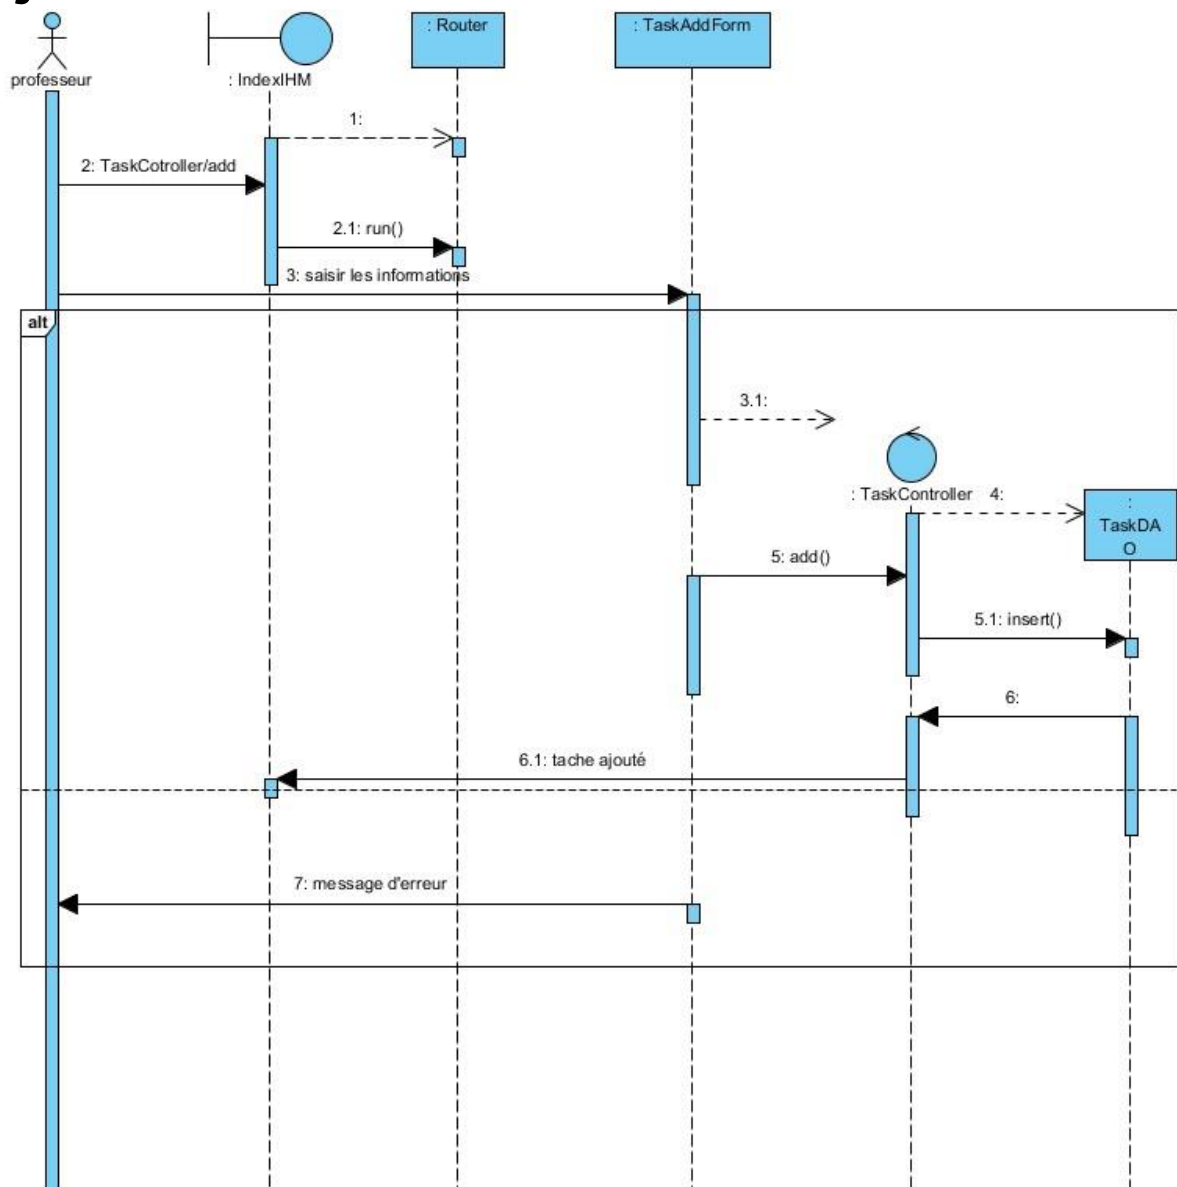 professeur
: IndexIHM
: Router
: TaskAddForm
1:
2: TaskCotroller/add
2.1: run()
3: saisir les informations
alt
3.1:
: TaskController
4:
:
TaskDA
O
5: add()
5.1: insert()
6:
6.1: tache ajouté
7: message d'erreur